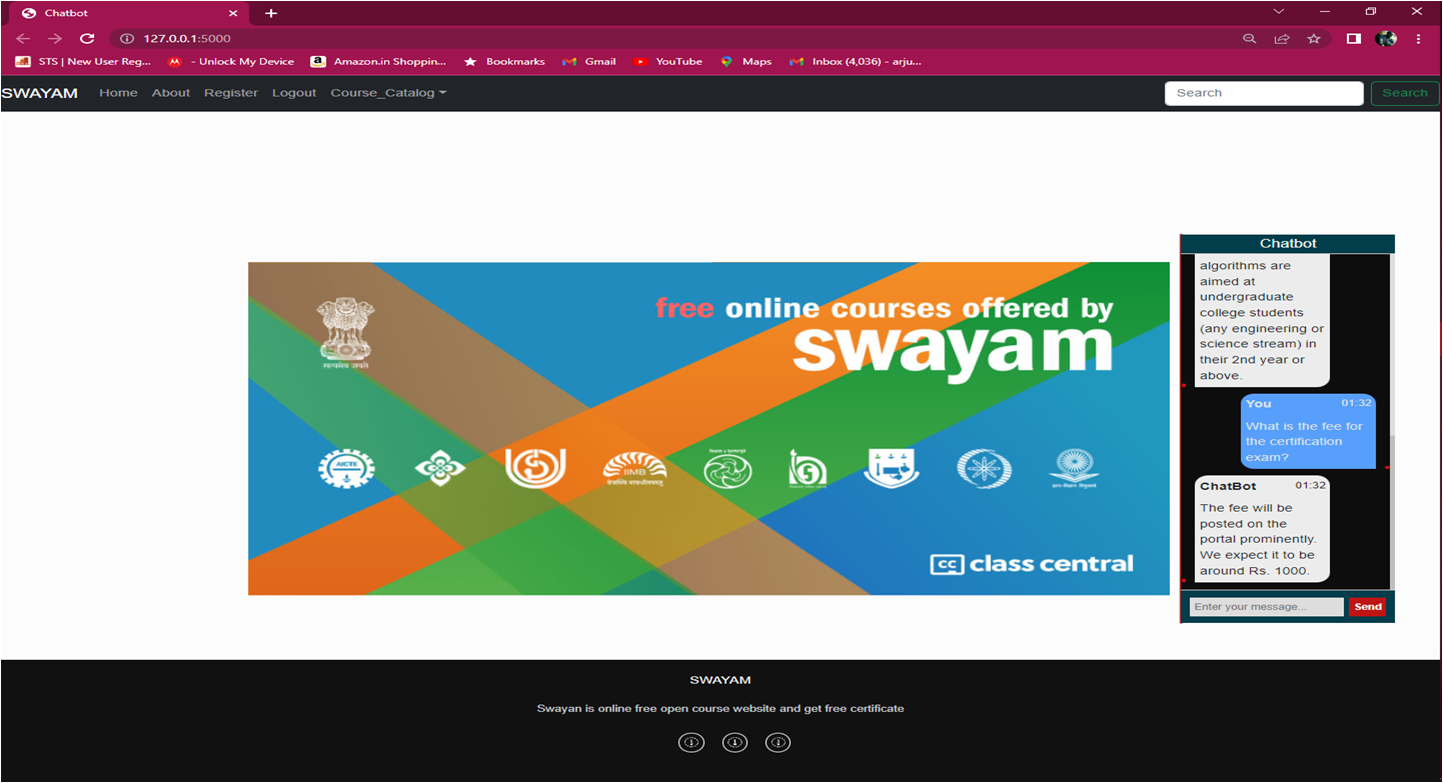 Chatbot
127.0.0.1:5000
STS | New User Reg... - Unlock My Device Amazon.in Shoppin... Bookmarks Gmail YouTube Maps Inbox (4,036) - arju...
SWAYAM Home About Register Logout Course_Catalog Search Search
सत्यमेव जयते
free online courses offered by
swayam
AICTE
IIMB
class central
Chatbot
algorithms are
aimed at
undergraduate
college students
(any engineering or
science stream) in
their 2nd year or
above.
You 01:32
What is the fee for
the certification
exam?
ChatBot 01:32
The fee will be
posted on the
portal prominently.
We expect it to be
around Rs. 1000.
Enter your message... Send
SWAYAM
Swayan is online free open course website and get free certificate